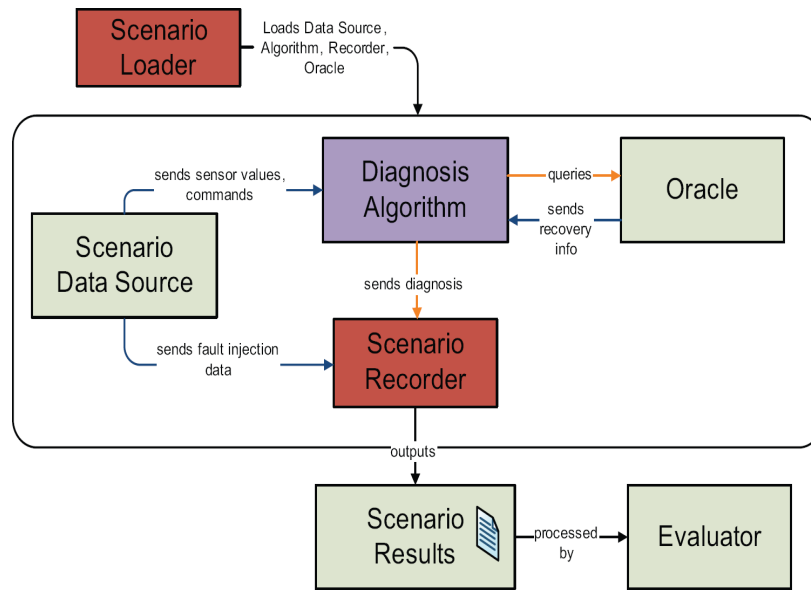 Scenario
Loader
Loads Data Source,
Algorithm, Recorder,
Oracle
sends sensor values,
commands
Diagnosis
Algorithm
queries
Oracle
sends
recovery
info
Scenario
Data Source
sends diagnosis
sends fault injection
data
Scenario
Recorder
outputs
Scenario
Results
processed
by
Evaluator